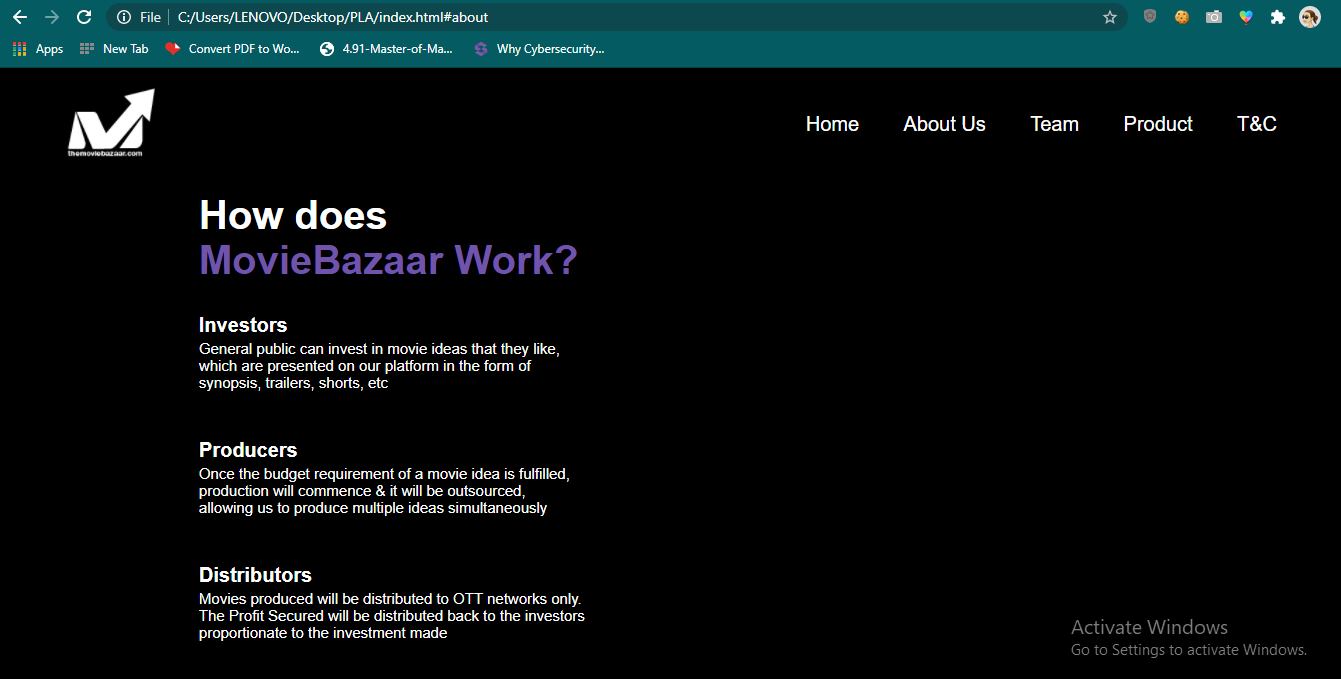 File
C:/Users/LENOVO/Desktop/PLA/index.html#about
Apps
New Tab
Convert PDF to Wo...
4.91-Master-of-Ma...
Why Cybersecurity...
themoviebazaar.com
Home
About Us
Team
Product
T&C
How does
MovieBazaar Work?
Investors
General public can invest in movie ideas that they like,
which are presented on our platform in the form of
synopsis, trailers, shorts, etc
Producers
Once the budget requirement of a movie idea is fulfilled,
production will commence & it will be outsourced,
allowing us to produce multiple ideas simultaneously
Distributors
Movies produced will be distributed to OTT networks only.
The Profit Secured will be distributed back to the investors
proportionate to the investment made
Activate Windows
Go to Settings to activate Windows.